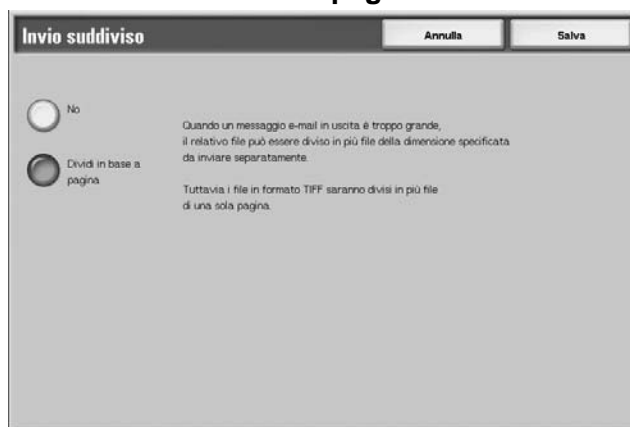 pag
Invio suddiviso
Annulla
Salva
No
Quando un messaggio e-mail in uscita è troppo grande,
il relativo file può essere diviso in più file della dimensione specificata
da inviare separatamente.
Dividi in base a
pagina
Tuttavia i file in formato TIFF saranno divisi in più file
di una sola pagina.